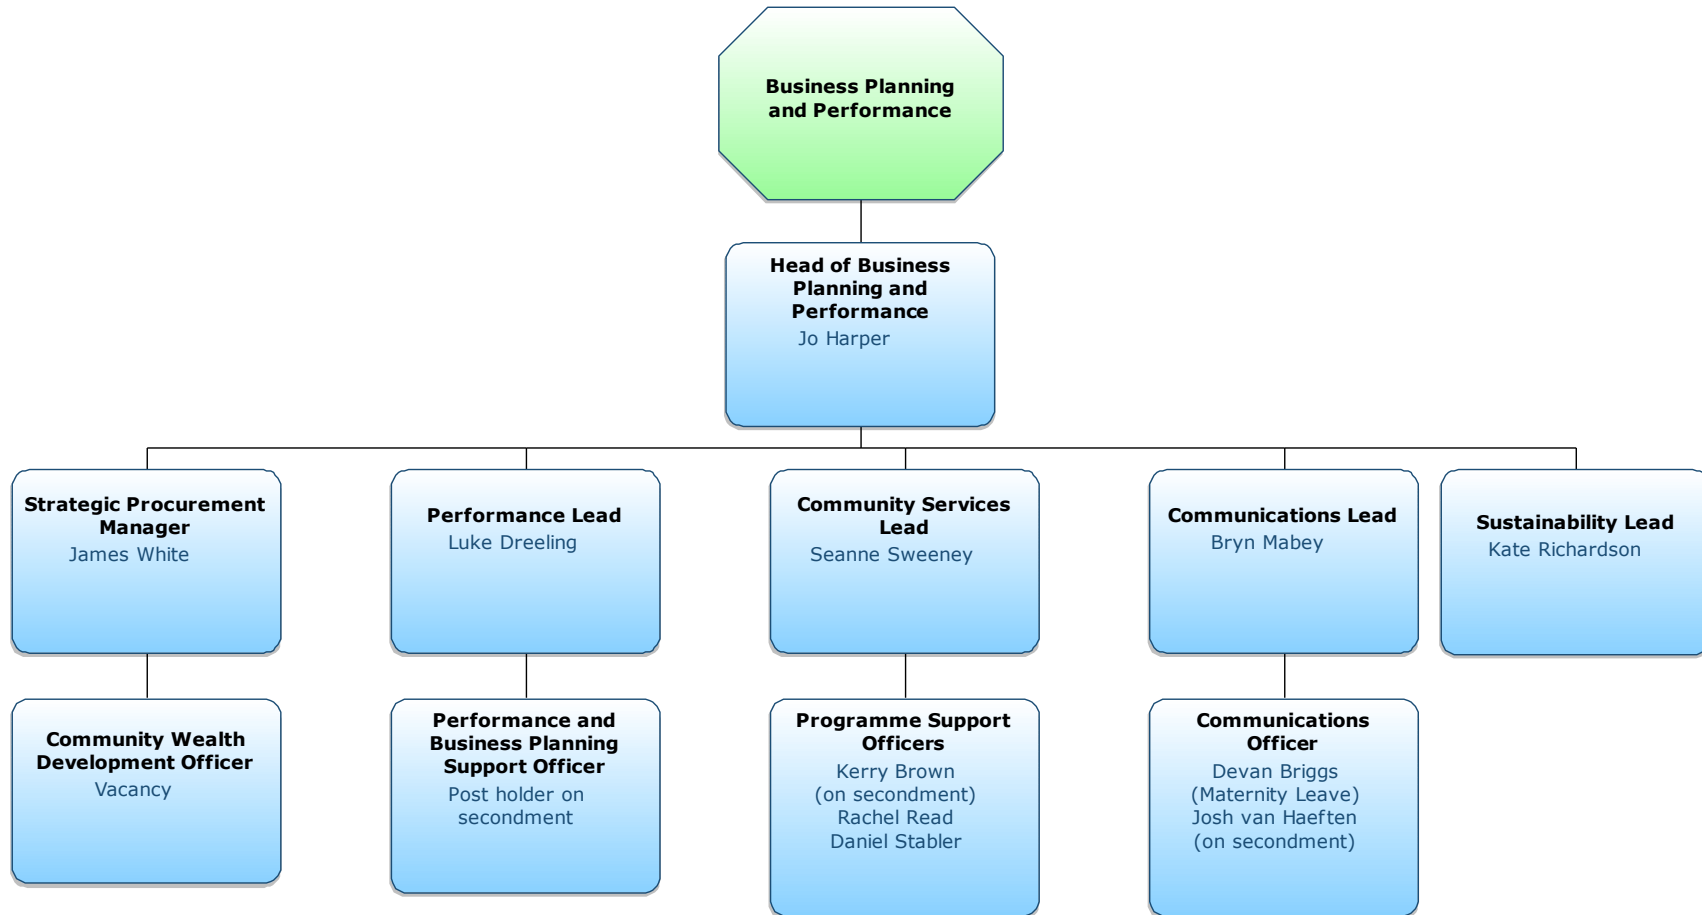 Business Planning
and Performance
Head of Business
Planning and
Performance
Jo Harper
Strategic Procurement
Manager
James White
Performance Lead
Luke Dreeling
Community Services
Lead
Seanne Sweeney
Communications Lead
Bryn Mabey
Sustainability Lead
Kate Richardson
Community Wealth
Development Officer
Vacancy
Performance and
Business Planning
Support Officer
Post holder on
secondment
Programme Support
Officers
Kerry Brown
(on secondment)
Rachel Read
Daniel Stabler
Communications
Officer
Devan Briggs
(Maternity Leave)
Josh van Haeften
(on secondment)